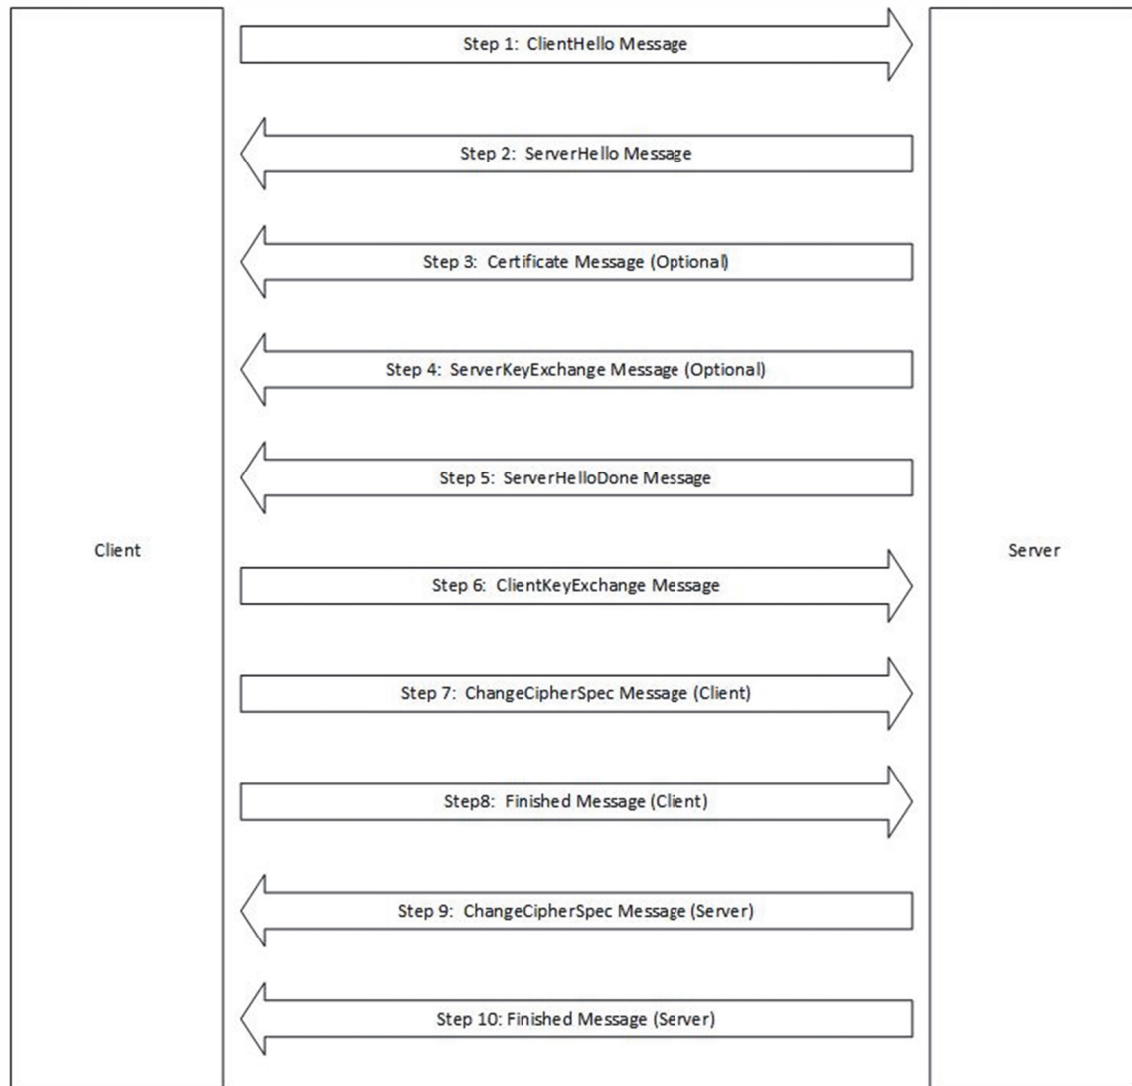 Step 1: ClientHello Message
Step 2: ServerHello Message
Step 3: Certificate Message (Optional)
Step 4: ServerKeyExchange Message (Optional)
Step 5: ServerHelloDone Message
Client
Server
Step 6: ClientKeyExchange Message
Step 7: ChangeCipherSpec Message (Client)
Step8: Finished Message (Client)
Step 9: ChangeCipherSpec Message (Server)
Step 10: Finished Message (Server)